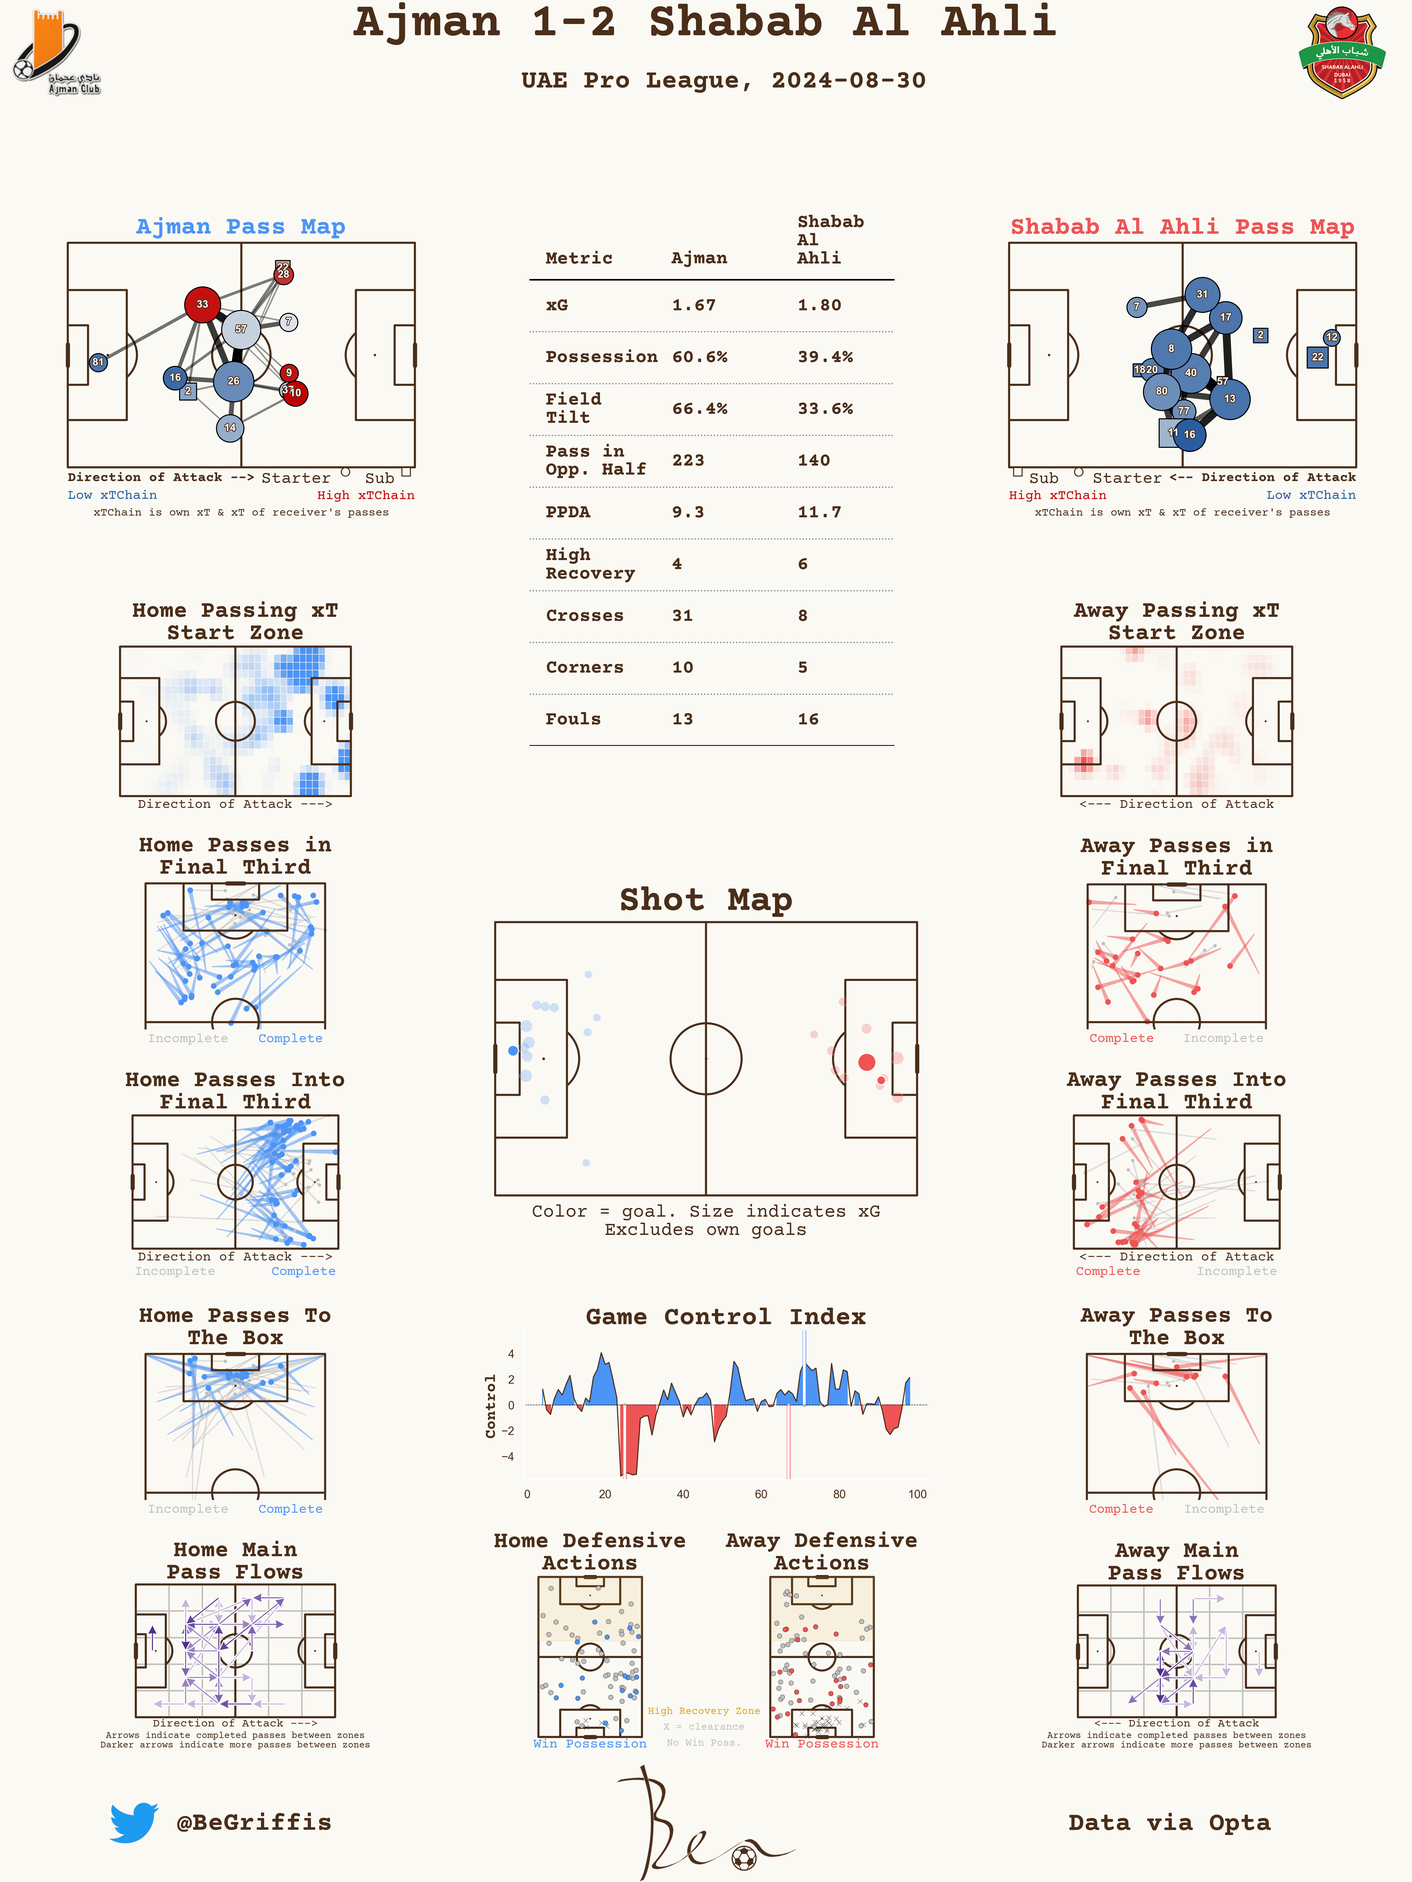 Ajman 1-2 Shabab Al Ahli
UAE Pro League, 2024-08-30
نادي عجمان
Ajman Club
شباب الأهلي
SHABAB ALAHLI
DUBAI
1958
Ajman Pass Map
22
28
33
57
7
81
16
2
26
9
10
14
Direction of Attack --> Starter Sub
Low xTChain High xTChain
xTChain is own xT & xT of receiver's passes
Metric Ajman Shabab Al Ahli
xG 1.67 1.80
Possession 60.6% 39.4%
Field Tilt 66.4% 33.6%
Pass in Opp. Half 223 140
PPDA 9.3 11.7
High Recovery 4 6
Crosses 31 8
Corners 10 5
Fouls 13 16
Shabab Al Ahli Pass Map
31
7
17
2
12
8
22
18
20
40
57
80
13
77
11
16
Sub Starter <-- Direction of Attack
High xTChain Low xTChain
xTChain is own xT & xT of receiver's passes
Home Passing xT
Start Zone
Direction of Attack --->
Away Passing xT
Start Zone
<--- Direction of Attack
Home Passes in
Final Third
Incomplete Complete
Away Passes in
Final Third
Complete Incomplete
Shot Map
Color = goal. Size indicates xG
Excludes own goals
Home Passes Into
Final Third
Direction of Attack --->
Incomplete Complete
Away Passes Into
Final Third
<--- Direction of Attack
Complete Incomplete
Home Passes To
The Box
Incomplete Complete
Game Control Index
Control
4
2
0
−2
−4
0 20 40 60 80 100
Away Passes To
The Box
Complete Incomplete
Home Main
Pass Flows
Direction of Attack --->
Arrows indicate completed passes between zones
Darker arrows indicate more passes between zones
Home Defensive
Actions
Win Possession
High Recovery Zone
X = clearance
No Win Poss.
Away Defensive
Actions
Win Possession
Away Main
Pass Flows
<--- Direction of Attack
Arrows indicate completed passes between zones
Darker arrows indicate more passes between zones
@BeGriffis
Ben
Data via Opta